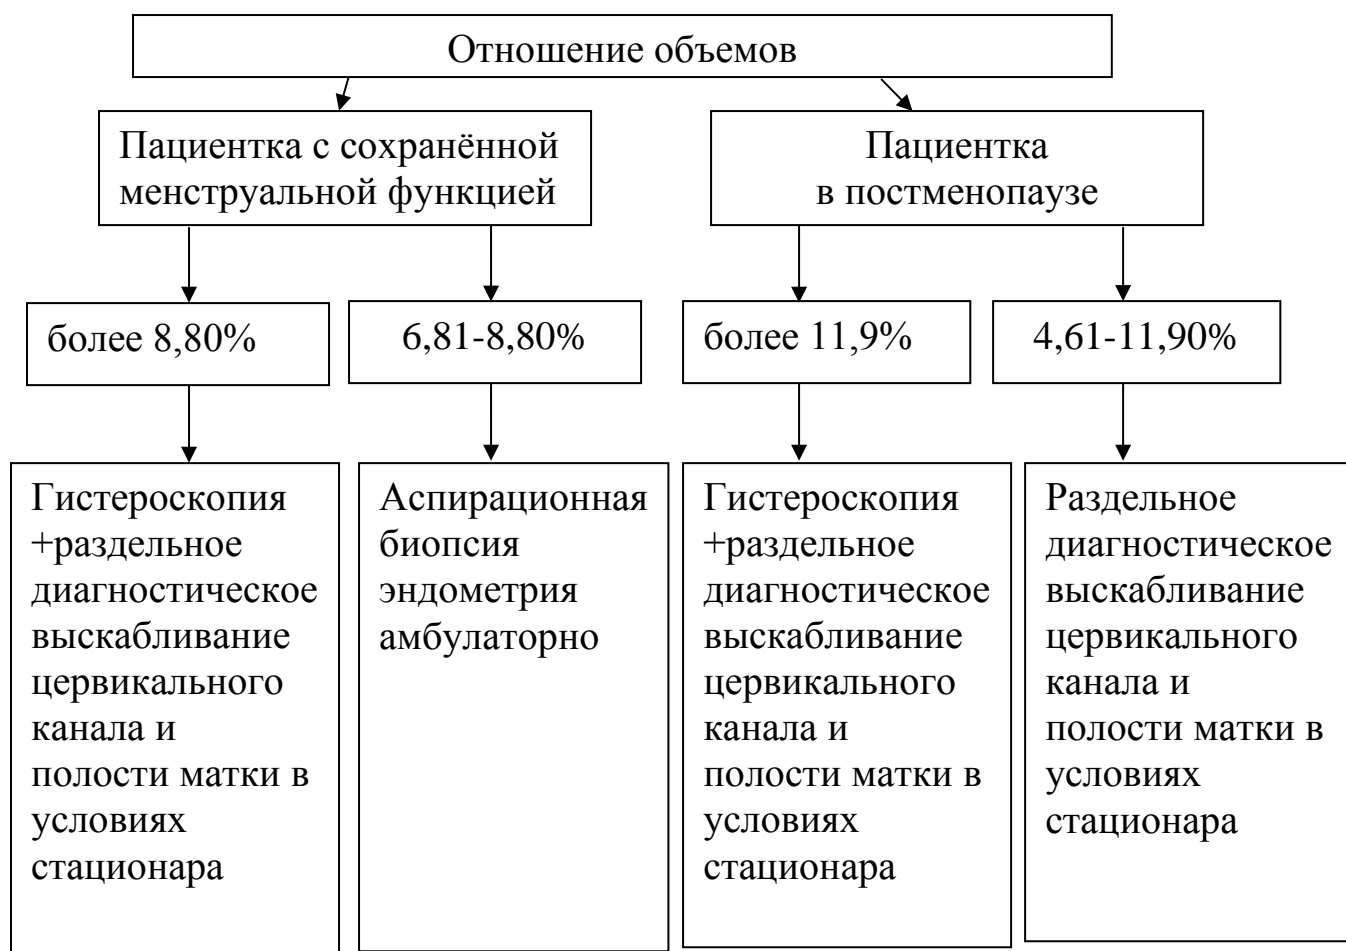 Отношение объемов
Пациентка с сохранённой
менструальной функцией
Пациентка
в постменопаузе
более 8,80%
6,81-8,80%
более 11,9%
4,61-11,90%
Гистероскопия
+раздельное
диагностическое
выскабливание
цервикального
канала и
полости матки в
условиях
стационара
Аспирационная
биопсия
эндометрия
амбулаторно
Гистероскопия
+раздельное
диагностическое
выскабливание
цервикального
канала и
полости матки в
условиях
стационара
Раздельное
диагностическое
выскабливание
цервикального
канала и
полости матки в
условиях
стационара